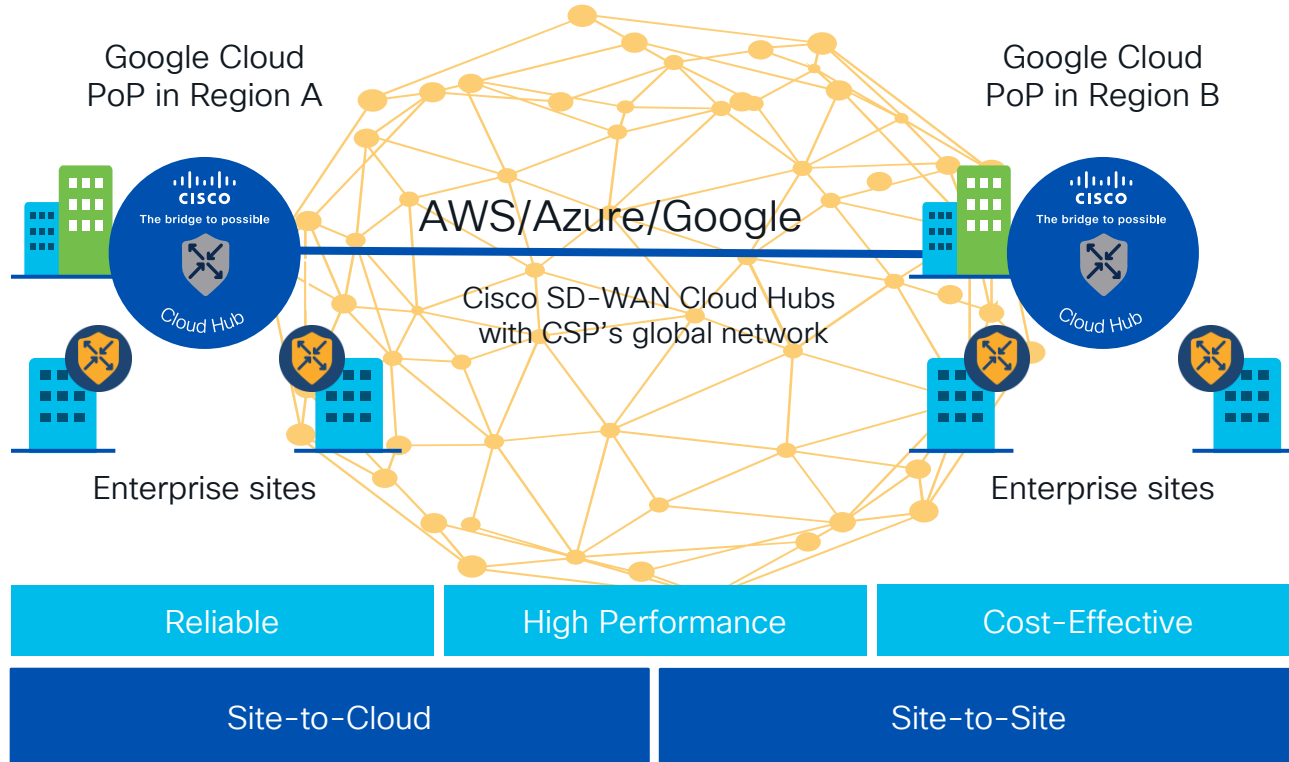 Google Cloud
PoP in Region A
Google Cloud
PoP in Region B
CISCO
The bridge to possible
Cloud Hub
AWS/Azure/Google
Cisco SD-WAN Cloud Hubs
with CSP's global network
CISCO
The bridge to possible
Cloud Hub
Enterprise sites
Enterprise sites
Reliable
High Performance
Cost-Effective
Site-to-Cloud
Site-to-Site